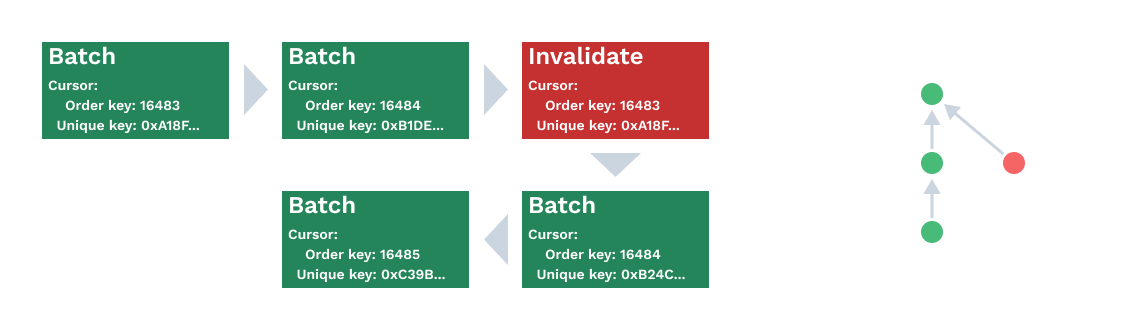 Batch
Cursor:
Order key: 16483
Unique key: 0xA18F...
Batch
Cursor:
Order key: 16484
Unique key: 0xB1DE...
Invalidate
Cursor:
Order key: 16483
Unique key: 0xA18F...
Batch
Cursor:
Order key: 16484
Unique key: 0xB24C...
Batch
Cursor:
Order key: 16485
Unique key: 0xC39B...